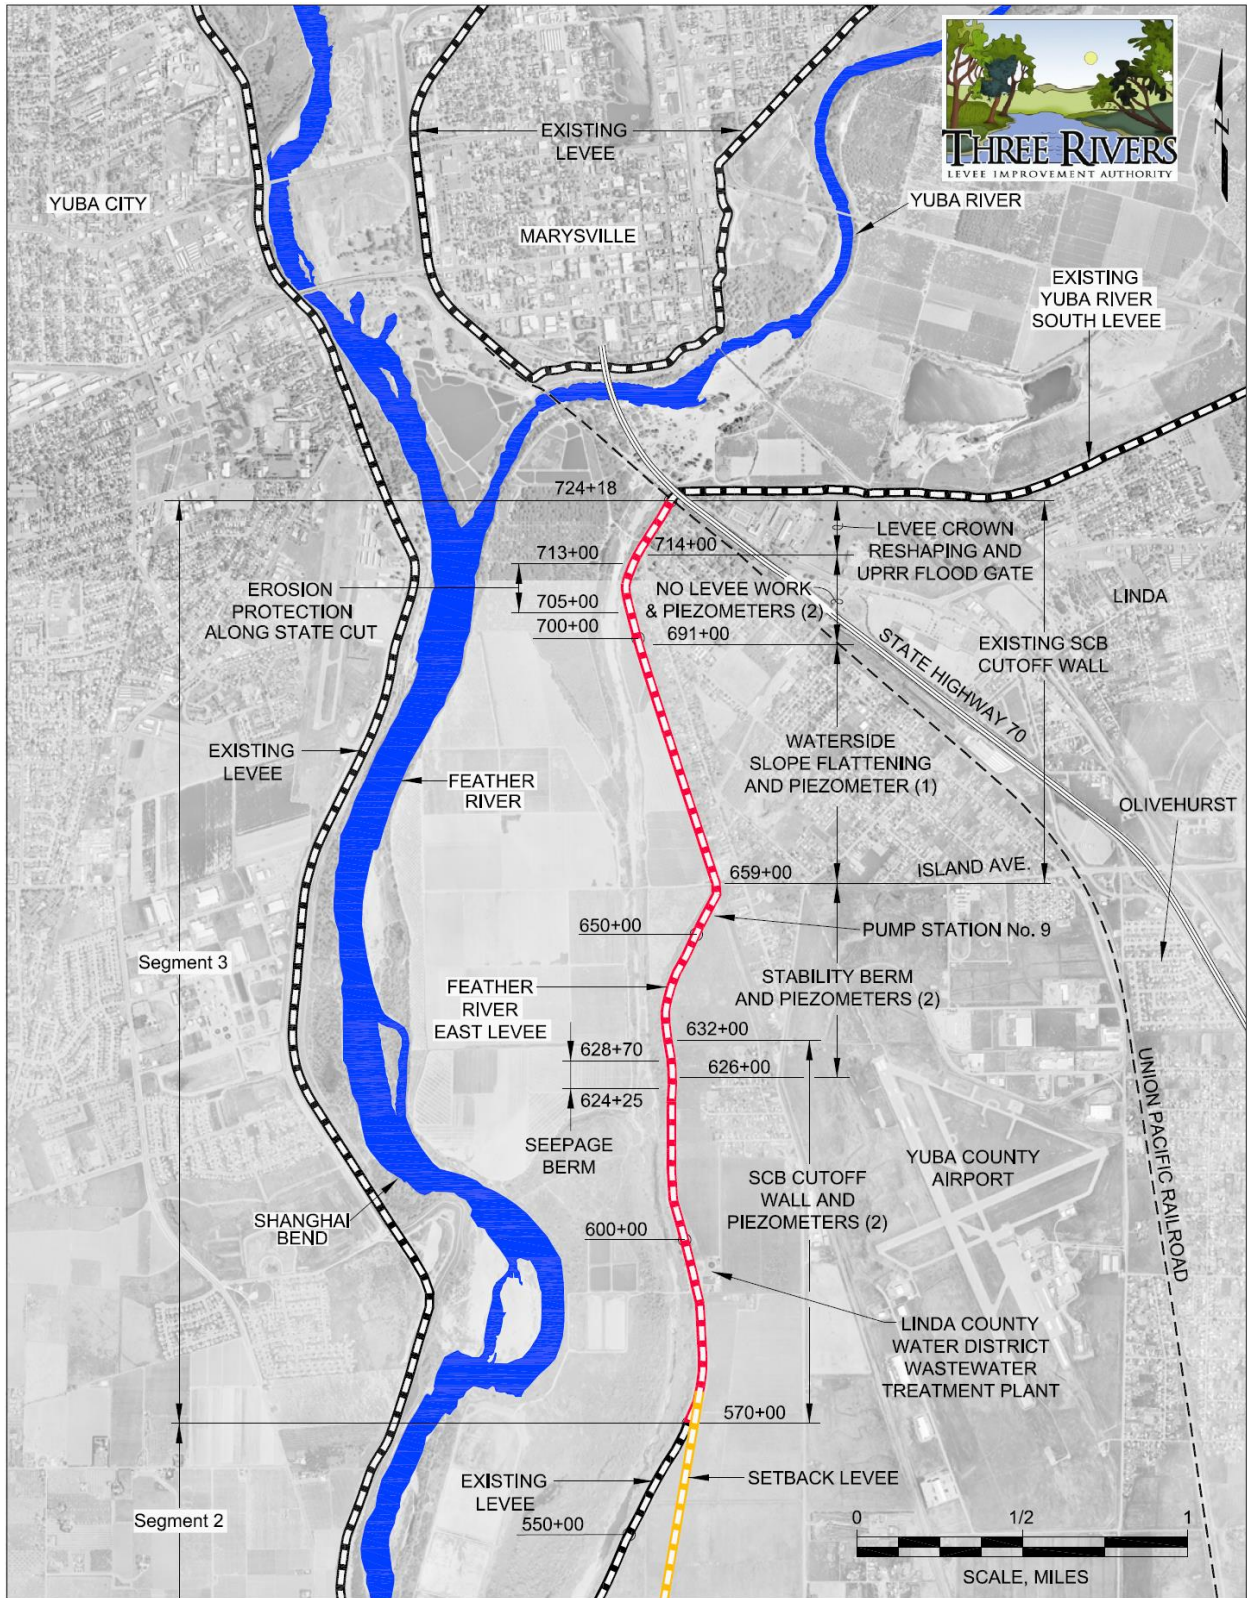 THREE RIVERS
LEVEE IMPROVEMENT AUTHORITY
N
EXISTING
LEVEE
YUBA CITY
MARYSVILLE
YUBA RIVER
EXISTING
YUBA RIVER
SOUTH LEVEE
724+18
713+00
714+00
LEVEE CROWN
RESHAPING AND
UPRR FLOOD GATE
EROSION
PROTECTION
ALONG STATE CUT
705+00
700+00
NO LEVEE WORK
& PIEZOMETERS (2)
691+00
LINDA
EXISTING SCB
CUTOFF WALL
STATE HIGHWAY 70
EXISTING
LEVEE
FEATHER
RIVER
WATERSIDE
SLOPE FLATTENING
AND PIEZOMETER (1)
OLIVEHURST
659+00
ISLAND AVE.
650+00
PUMP STATION No. 9
Segment 3
FEATHER
RIVER
EAST LEVEE
STABILITY BERM
AND PIEZOMETERS (2)
632+00
628+70
626+00
624+25
SEEPAGE
BERM
UNION PACIFIC RAILROAD
YUBA COUNTY
AIRPORT
SCB CUTOFF
WALL AND
PIEZOMETERS (2)
SHANGHAI
BEND
600+00
LINDA COUNTY
WATER DISTRICT
WASTEWATER
TREATMENT PLANT
570+00
EXISTING
LEVEE
SETBACK LEVEE
550+00
Segment 2
0 1/2 1
SCALE, MILES